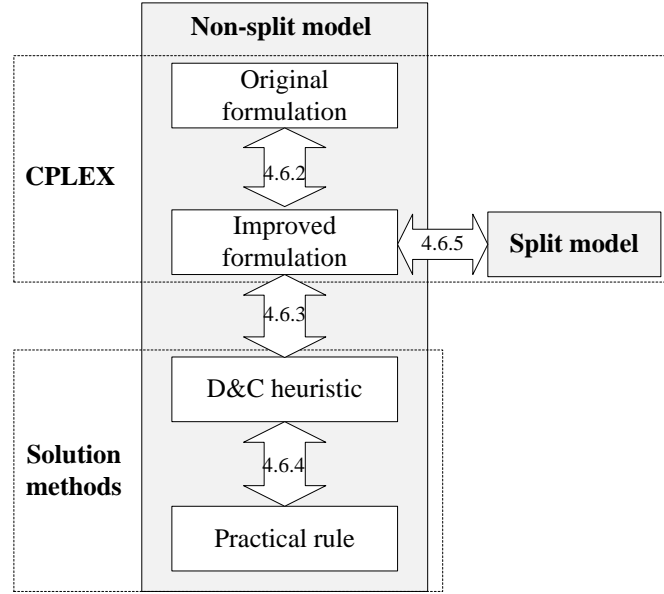 Non-split model
Original
formulation
4.6.2
CPLEX
Improved
formulation
4.6.5
Split model
4.6.3
D&C heuristic
Solution
methods
4.6.4
Practical rule